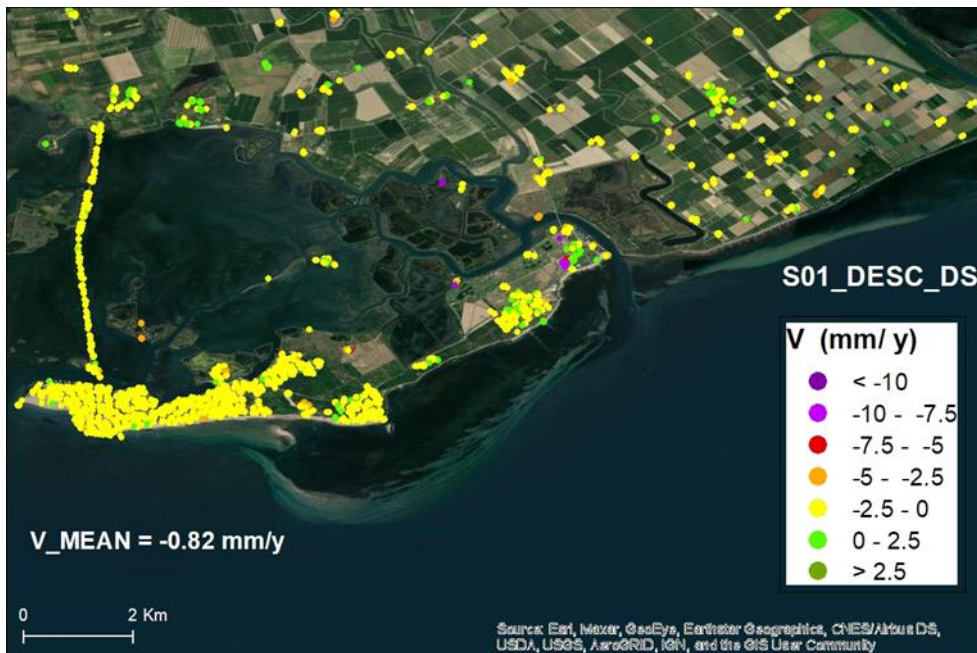 S01_DESC_DS
V (mm/ y)
< -10
-10 - -7.5
-7.5 - -5
-5 - -2.5
-2.5 - 0
0 - 2.5
> 2.5
V_MEAN = -0.82 mm/y
0 2 Km
Source: Esri, Maxar, GeoEye, Earthstar Geographics, CNES/Airbus DS,
USDA, USGS, AeroGRID, IGN, and the GIS User Community